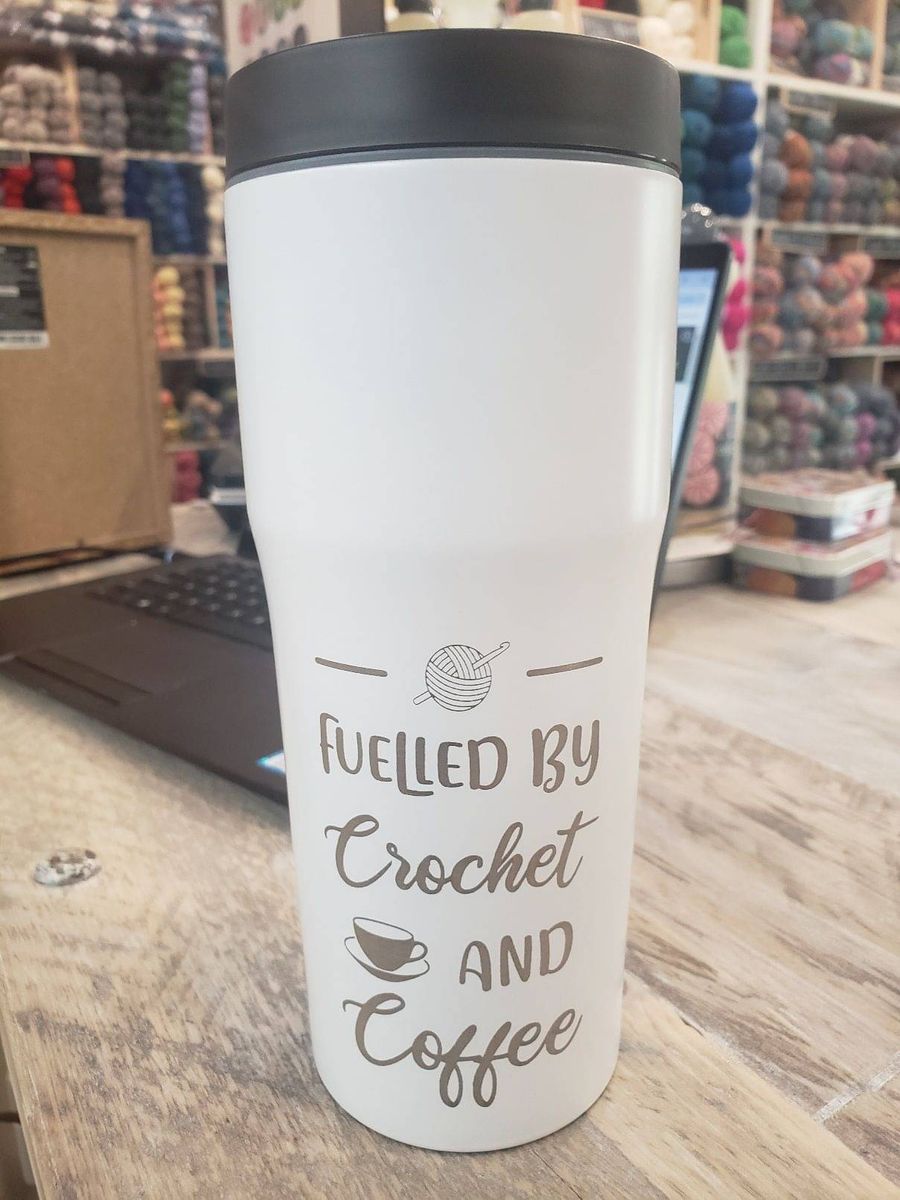 FUELLED BY
Crochet
AND
Coffee